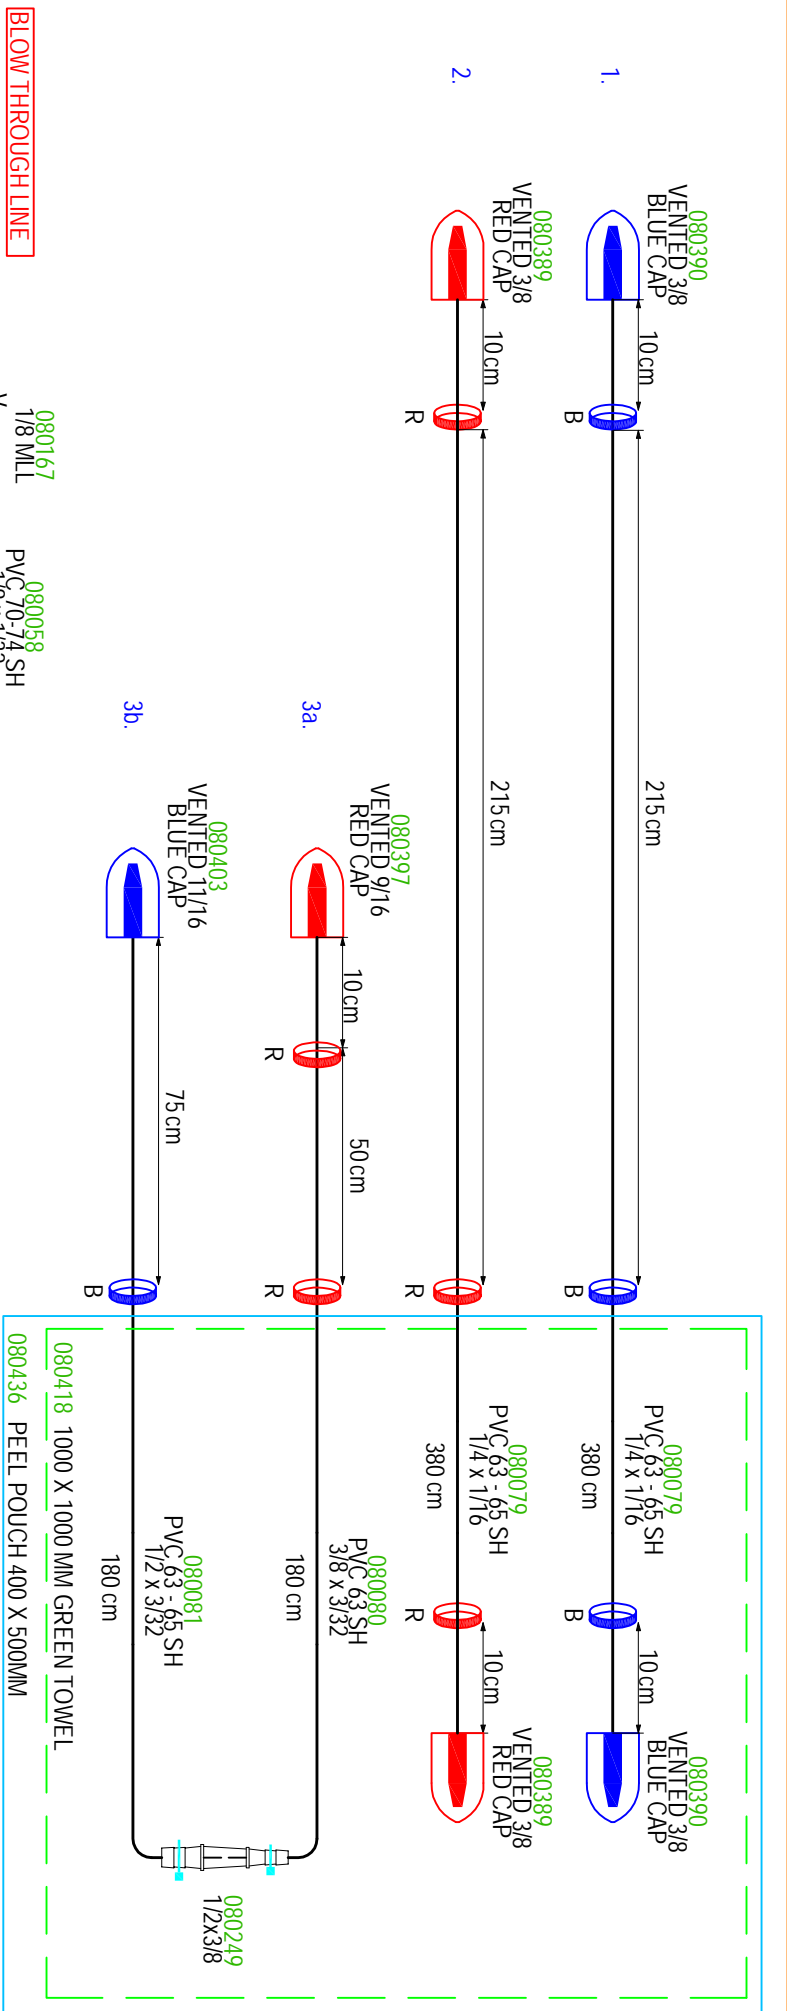 1.
080390
VENTED 3/8
BLUE CAP
10cm
B
215cm
B
080079
PVC 63 - 65 SH
1/4 X 1/16
380 cm
B
10cm
080390
VENTED 3/8
BLUE CAP
2.
080389
VENTED 3/8
RED CAP
10cm
R
215cm
R
080079
PVC 63 - 65 SH
1/4 X 1/16
380 cm
R
10cm
080389
VENTED 3/8
RED CAP
3a.
080397
VENTED 9/16
RED CAP
10cm
R
50cm
R
080080
PVC 63 SH
3/8 X 3/32
180 cm
080249
1/2x3/8
3b.
080403
VENTED 11/16
BLUE CAP
75cm
B
080081
PVC 63 - 65 SH
1/2 X 3/32
180 cm
080418 1000 X 1000 MM GREEN TOWEL
080436 PEEL POUCH 400 X 500MM
BLOW THROUGH LINE
080167
1/8 MLL
080058
PVC 70-74 SH